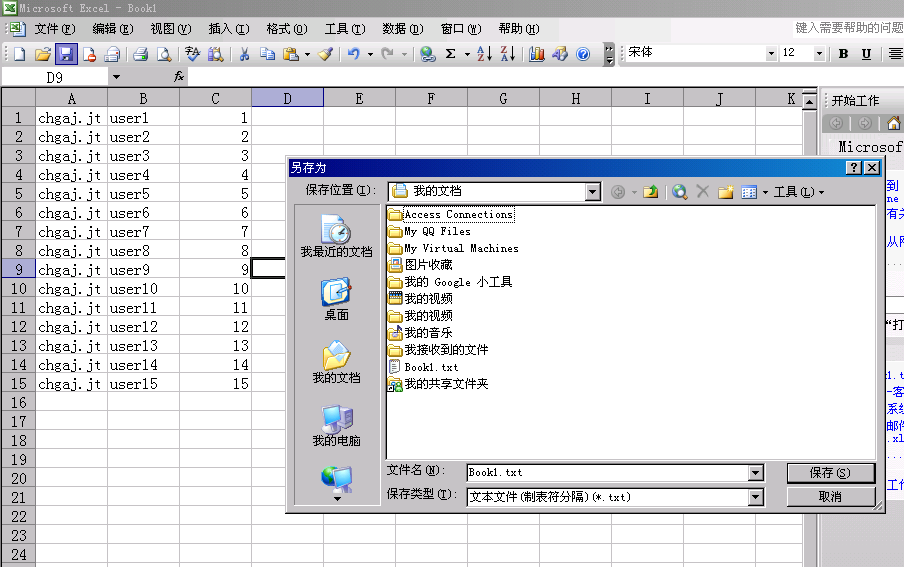 Microsoft Excel - Book1
文件(F) 编辑(E) 视图(V) 插入(I) 格式(O) 工具(T) 数据(D) 窗口(W) 帮助(H) 键入需要帮助的问题
宋体 12 B U
D9 fx
A B C D E F G H I J K
开始工作
Microsof
1 chgaj.jt user1 1
2 chgaj.jt user2 2
3 chgaj.jt user3 3
4 chgaj.jt user4 4
5 chgaj.jt user5 5
6 chgaj.jt user6 6
7 chgaj.jt user7 7
8 chgaj.jt user8 8
9 chgaj.jt user9 9
10 chgaj.jt user10 10
11 chgaj.jt user11 11
12 chgaj.jt user12 12
13 chgaj.jt user13 13
14 chgaj.jt user14 14
15 chgaj.jt user15 15
16
17
18
19
20
21
22
23
24
另存为
保存位置(I): 我的文档 工具(L)
我最近的文档
桌面
我的文档
我的电脑
Access Connections
My QQ Files
My Virtual Machines
图片收藏
我的 Google 小工具
我的视频
我的视频
我的音乐
我接收到的文件
Book1.txt
我的共享文件夹
文件名(N): Book1.txt 保存(S)
保存类型(T): 文本文件(制表符分隔)(*.txt) 取消
到
ne
有关
从网
“打
l.t
-客
系统
邮件
.xl
工作